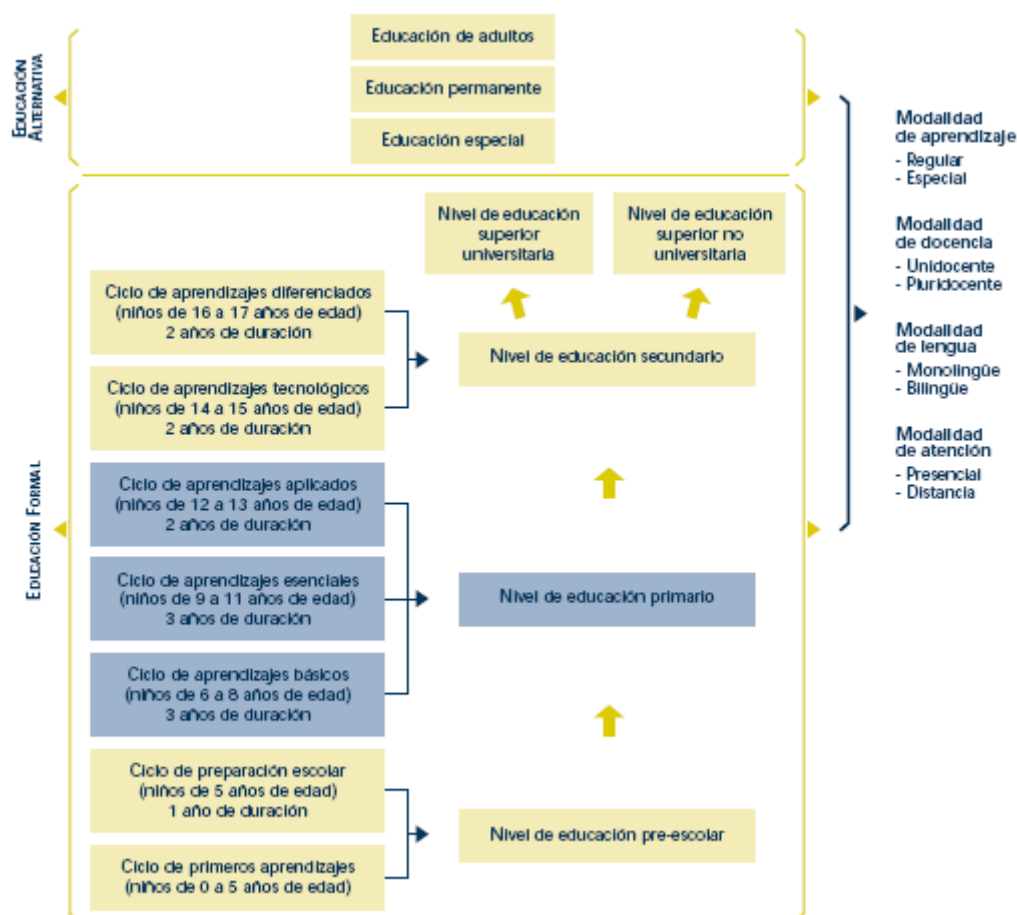 EDUCACIÓN
ALTERNATIVA
Educación de adultos
Educación permanente
Educación especial
EDUCACIÓN FORMAL
Nivel de educación
superior
universitaria
Nivel de educación
superior no
universitaria
Ciclo de aprendizajes diferenciados
(niños de 16 a 17 años de edad)
2 años de duración
Ciclo de aprendizajes tecnológicos
(niños de 14 a 15 años de edad)
2 años de duración
Nivel de educación secundario
Ciclo de aprendizajes aplicados
(niños de 12 a 13 años de edad)
2 años de duración
Ciclo de aprendizajes esenciales
(niños de 9 a 11 años de edad)
3 años de duración
Ciclo de aprendizajes básicos
(niños de 6 a 8 años de edad)
3 años de duración
Nivel de educación primario
Ciclo de preparación escolar
(niños de 5 años de edad)
1 año de duración
Ciclo de primeros aprendizajes
(niños de 0 a 5 años de edad)
Nivel de educación pre-escolar
Modalidad
de aprendizaje
- Regular
- Especial
Modalidad
de docencia
- Unidocente
- Pluridocente
Modalidad
de lengua
- Monolingüe
- Bilingüe
Modalidad
de atención
- Presencial
- Distancia